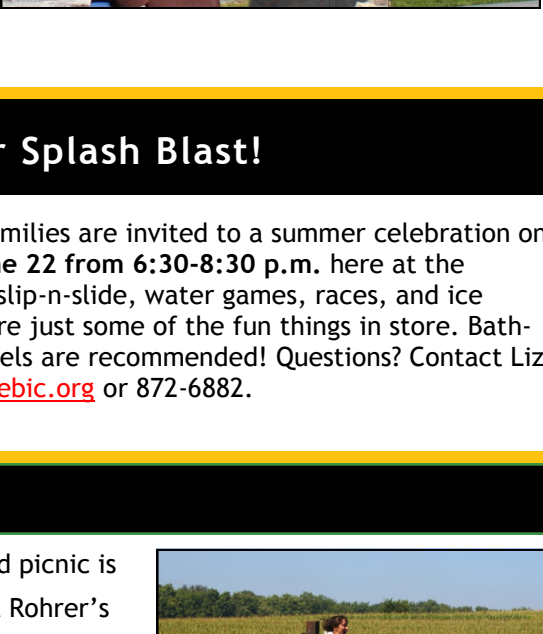 r Splash Blast!
milies are invited to a summer celebration on
e 22 from 6:30-8:30 p.m. here at the
slip-n-slide, water games, races, and ice
re just some of the fun things in store. Bath-
els are recommended! Questions? Contact Liz
ebic.org or 872-6882.
d picnic is
Rohrer’s